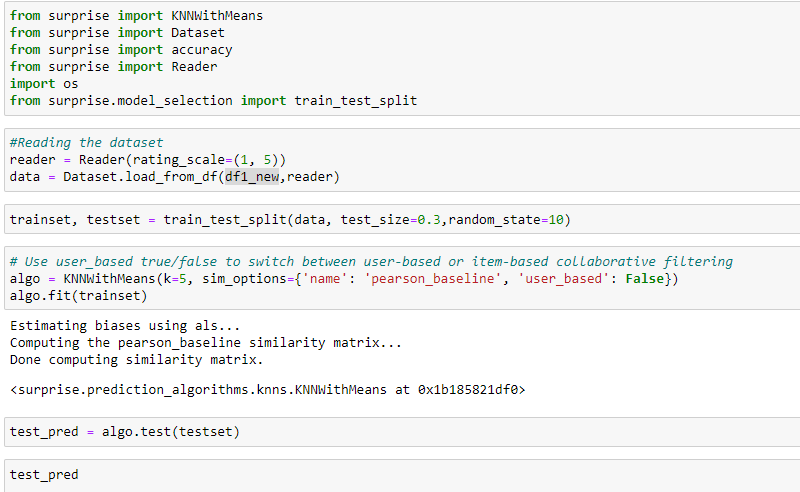 from surprise import KNNWithMeans
from surprise import Dataset
from surprise import accuracy
from surprise import Reader
import os
from surprise.model_selection import train_test_split
#Reading the dataset
reader = Reader(rating_scale=(1, 5))
data = Dataset.load_from_df(df1_new,reader)
trainset, testset = train_test_split(data, test_size=0.3,random_state=10)
# Use user_based true/false to switch between user-based or item-based collaborative filtering
algo = KNNWithMeans(k=5, sim_options={'name': 'pearson_baseline', 'user_based': False})
algo.fit(trainset)
Estimating biases using als...
Computing the pearson_baseline similarity matrix...
Done computing similarity matrix.
<surprise.prediction_algorithms.knns.KNNWithMeans at 0x1b185821df0>
test_pred = algo.test(testset)
test_pred